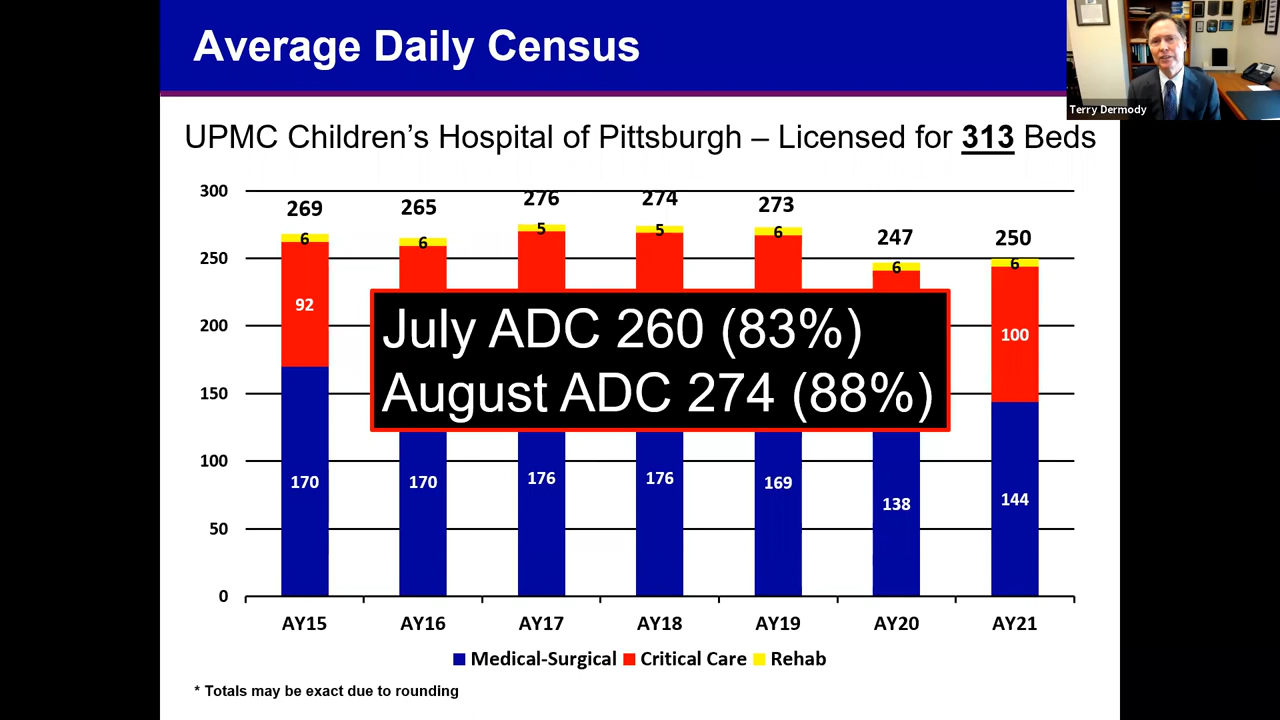 Average Daily Census
Terry Dermody
UPMC Children’s Hospital of Pittsburgh – Licensed for 313 Beds
300
250
200
150
100
50
0
269
265
276
274
273
247
250
6
6
5
5
6
6
6
92
100
July ADC 260 (83%)
August ADC 274 (88%)
170
170
176
176
169
138
144
AY15
AY16
AY17
AY18
AY19
AY20
AY21
Medical-Surgical
Critical Care
Rehab
* Totals may be exact due to rounding